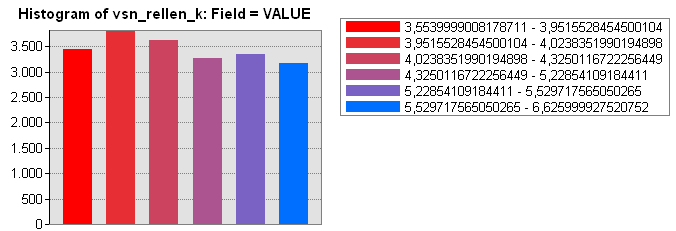 Histogram of vsn_rellen_k: Field = VALUE
3.500
3.000
2.500
2.000
1.500
1.000
500
0
3,5539999008178711 - 3,9515528454500104
3,9515528454500104 - 4,0238351990194898
4,0238351990194898 - 4,3250116722256449
4,3250116722256449 - 5,22854109184411
5,22854109184411 - 5,529717565050265
5,529717565050265 - 6,625999927520752